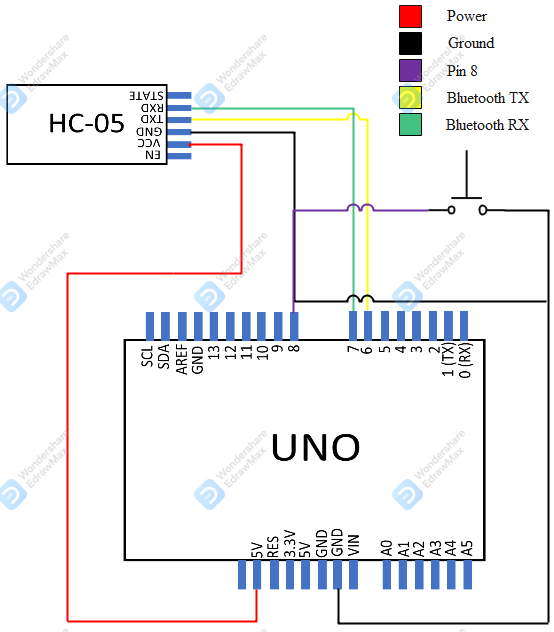 Power
Ground
Pin 8
Bluetooth TX
Bluetooth RX
HC-05
STATE
RXD
TXD
GND
VCC
EN
SCL
SDA
AREF
GND
13
12
11
10
9
8
7
6
5
4
3
2
1 (TX)
0 (RX)
UNO
5V
RES
3.3V
5V
GND
GND
VIN
A0
A1
A2
A3
A4
A5
Wondershare
EdrawMax
Wondershare
EdrawMax
Wondershare
EdrawMax
Wondershare
EdrawMax
Wondershare
EdrawMax
Wondershare
EdrawMax
Wondershare
EdrawMax
Wondershare
EdrawMax
Wondershare
EdrawMax